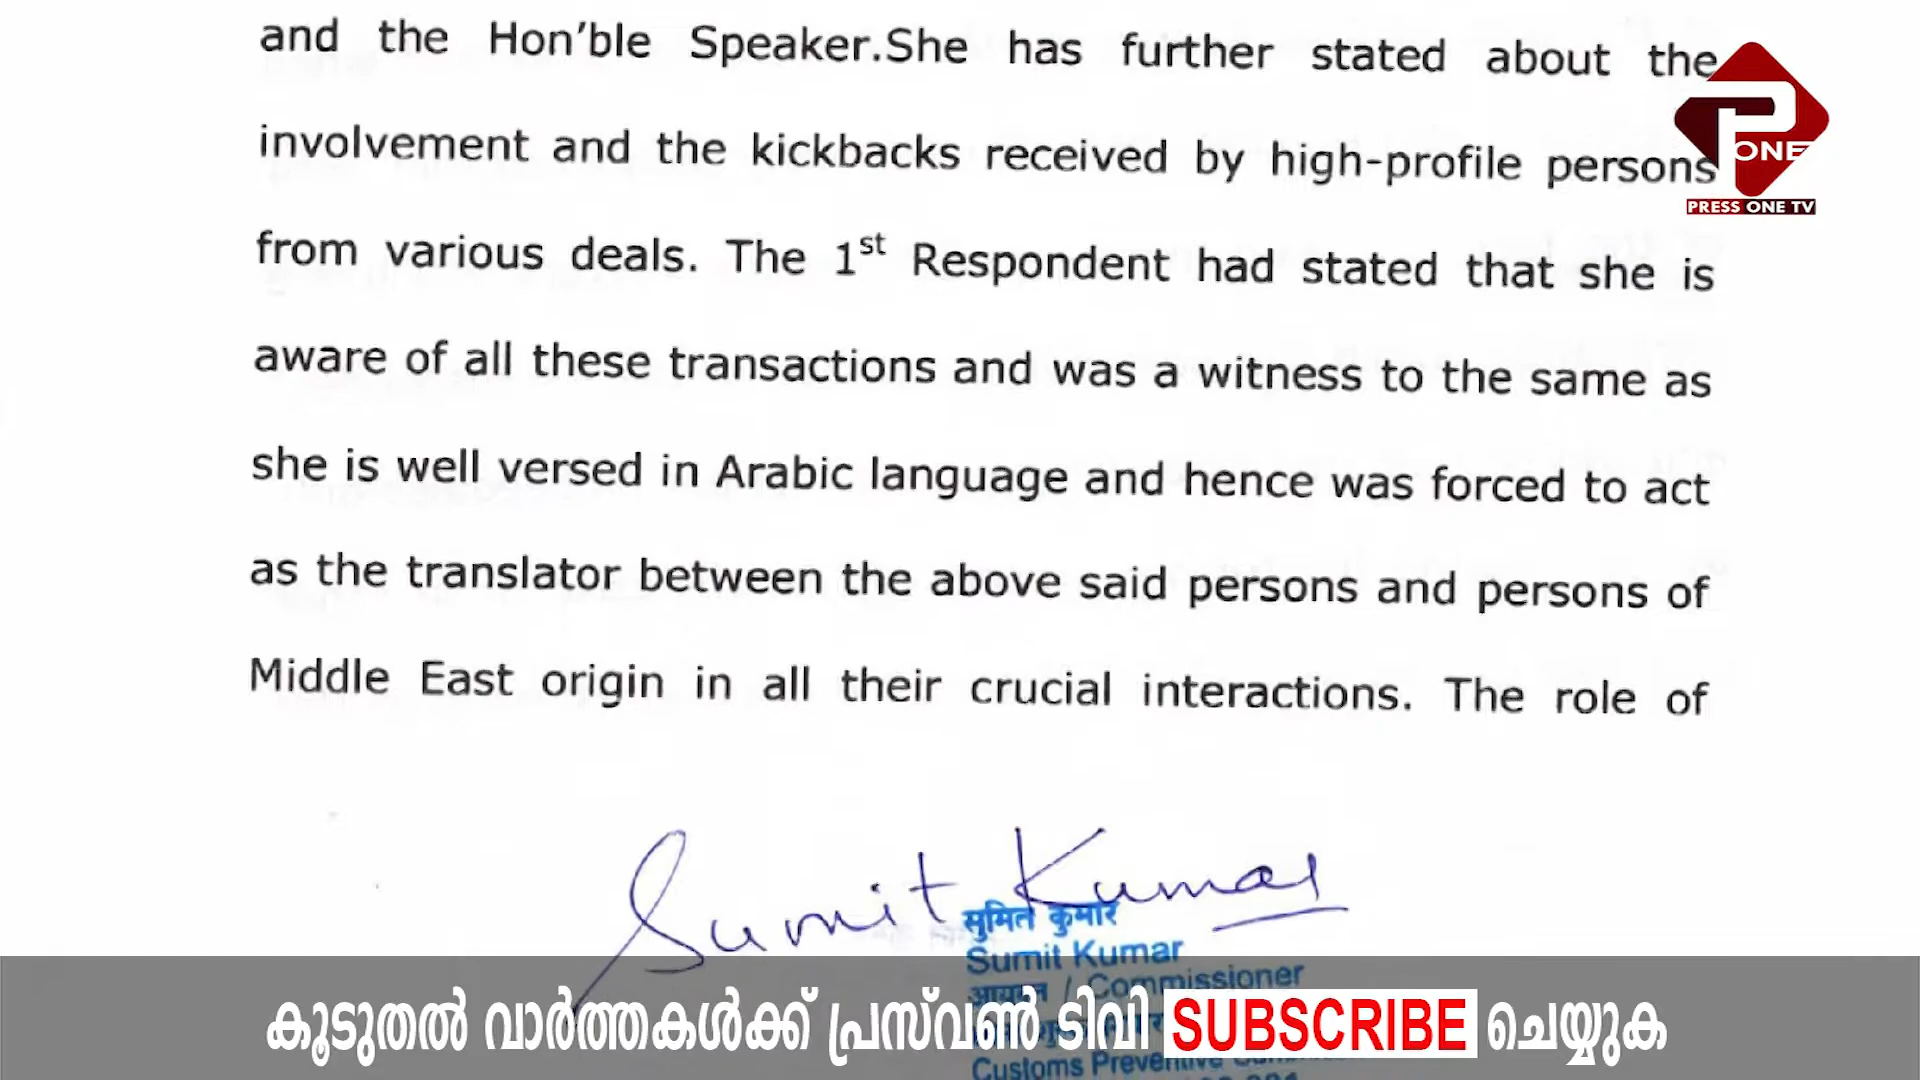 and the Hon'ble Speaker.She has further stated about the
involvement and the kickbacks received by high-profile persons
from various deals. The 1st Respondent had stated that she is
aware of all these transactions and was a witness to the same as
she is well versed in Arabic language and hence was forced to act
as the translator between the above said persons and persons of
Middle East origin in all their crucial interactions. The role of
P ONE
PRESS ONE TV
Sumit Kumar
सुमित कुमार
Sumit Kumar
आयुक्त / Commissioner
Customs Preventive
കൂടുതൽ വാർത്തകൾക്ക് പ്രസ്‌വൺ ടിവി SUBSCRIBE ചെയ്യുക